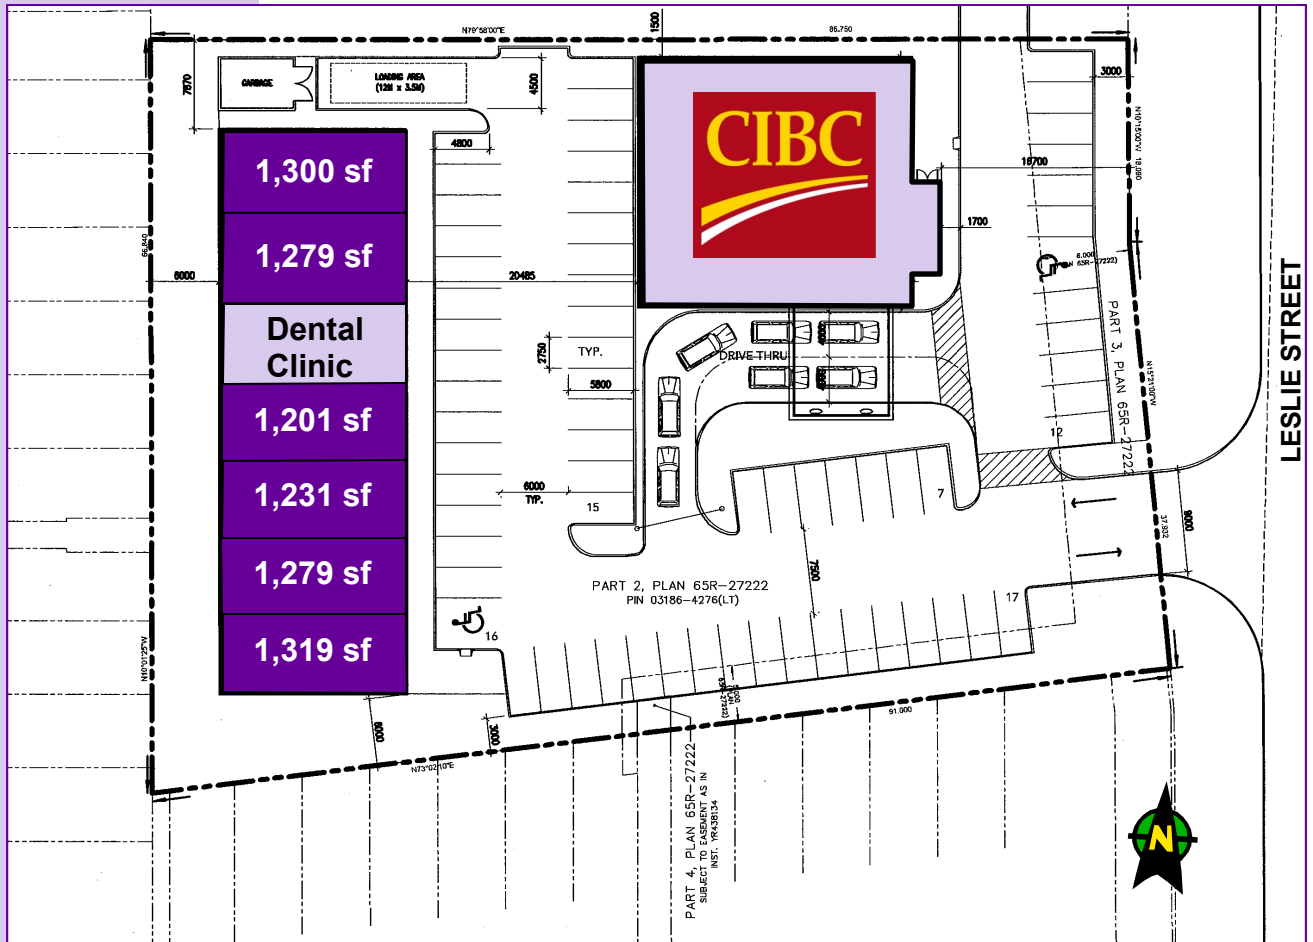 N79°58'00"E
1500
86.750
GARBAGE
LOADING AREA
(12M x 3.5M)
7870
4500
3000
CIBC
N10°15'00"W 18.090
4800
1,300 sf
16700
1700
1,279 sf
66.840
6000
20485
6.000
65R-27222)
LESLIE STREET
Dental
Clinic
2750
TYP.
DRIVE THRU
5800
PART 3, PLAN 65R-27222
N15°21'00"W
1,201 sf
12
1,231 sf
6000
TYP.
15
7
9000
37.932
1,279 sf
7500
PART 2, PLAN 65R-27222
PIN 03186-4276(LT)
17
16
1,319 sf
N10°01'25"W
6000
3000
91.000
N73°02'10"E
PART 4, PLAN 65R-27222
SUBJECT TO EASEMENT AS IN
INST. YR438134
N